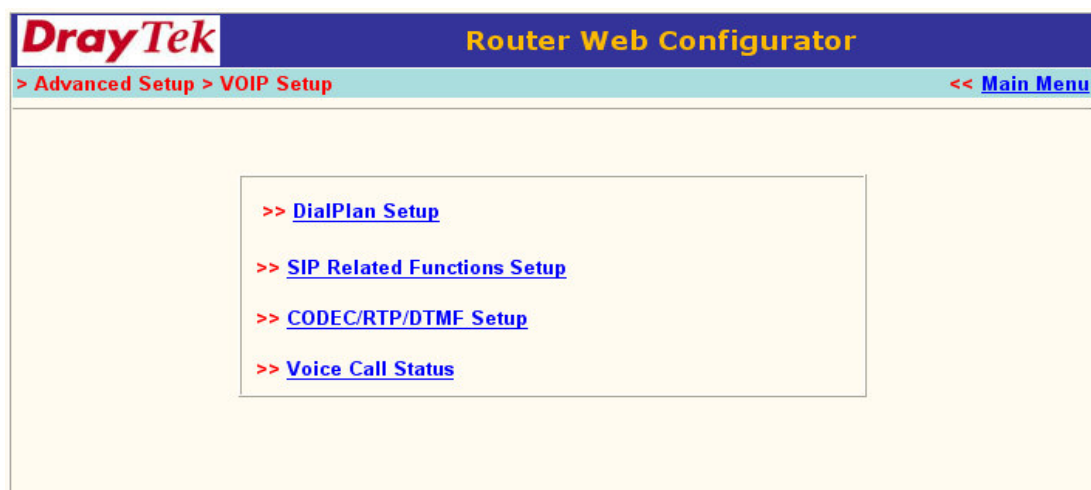 DrayTek Router Web Configurator
> Advanced Setup > VOIP Setup << Main Menu
>> DialPlan Setup
>> SIP Related Functions Setup
>> CODEC/RTP/DTMF Setup
>> Voice Call Status